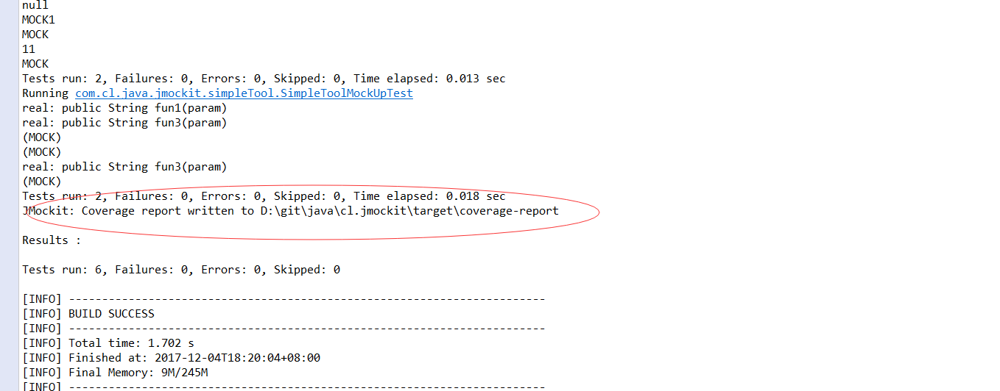 null
MOCK1
MOCK
11
MOCK
Tests run: 2, Failures: 0, Errors: 0, Skipped: 0, Time elapsed: 0.013 sec
Running com.cl.java.jmockit.simpleTool.SimpleToolMockUpTest
real: public String fun1(param)
real: public String fun3(param)
(MOCK)
(MOCK)
real: public String fun3(param)
(MOCK)
Tests run: 2, Failures: 0, Errors: 0, Skipped: 0, Time elapsed: 0.018 sec
JMockit: Coverage report written to D:\git\java\cl.jmockit\target\coverage-report
Results :
Tests run: 6, Failures: 0, Errors: 0, Skipped: 0
[INFO] ------------------------------------------------------------------------
[INFO] BUILD SUCCESS
[INFO] ------------------------------------------------------------------------
[INFO] Total time: 1.702 s
[INFO] Finished at: 2017-12-04T18:20:04+08:00
[INFO] Final Memory: 9M/245M
[INFO] ------------------------------------------------------------------------